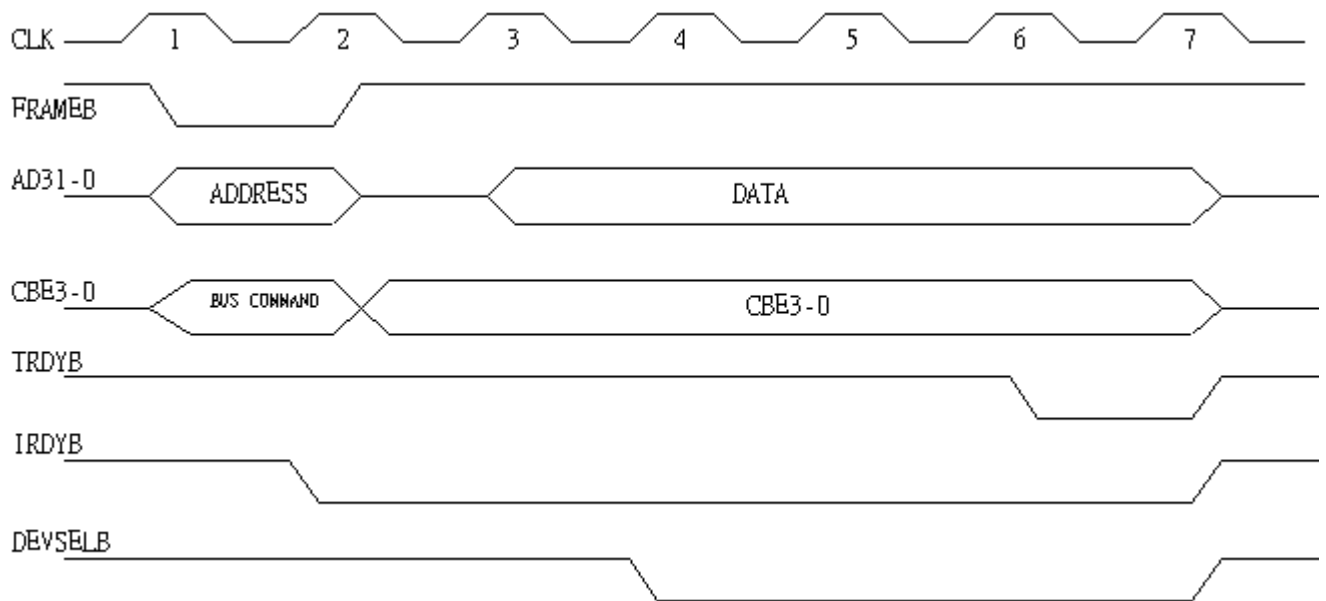 CLK 1 2 3 4 5 6 7
FRAMEB
AD31-0 ADDRESS DATA
CBE3-0 BUS COMMAND CBE3-0
TRDYB
IRDYB
DEVSELB